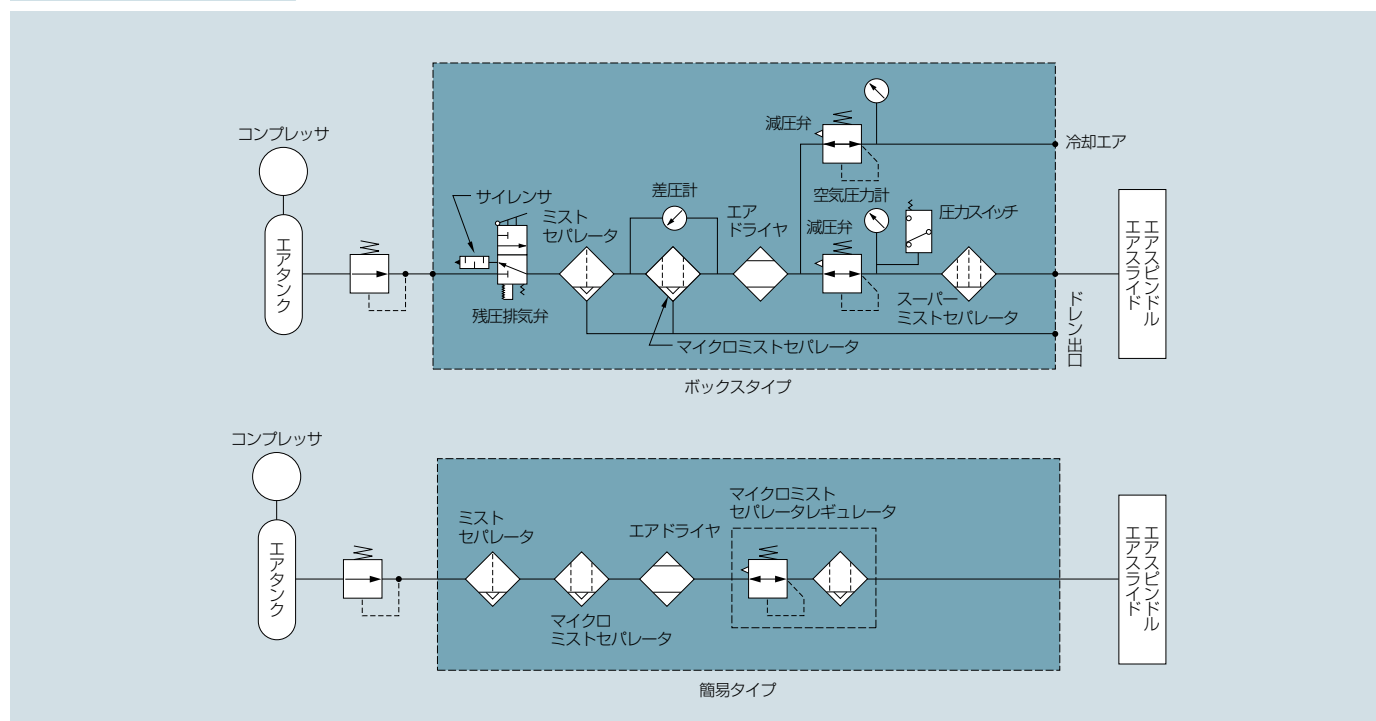 コンプレッサ
エアタンク
サイレンサ
残圧排気弁
ミスト
セパレータ
差圧計
マイクロミストセパレータ
エア
ドライヤ
減圧弁
空気圧力計
減圧弁
圧力スイッチ
スーパー
ミストセパレータ
冷却エア
ドレン出口
エアスピンドル
エアスライド
ボックスタイプ
コンプレッサ
エアタンク
ミスト
セパレータ
マイクロ
ミストセパレータ
エアドライヤ
マイクロミスト
セパレータレギュレータ
エアスピンドル
エアスライド
簡易タイプ